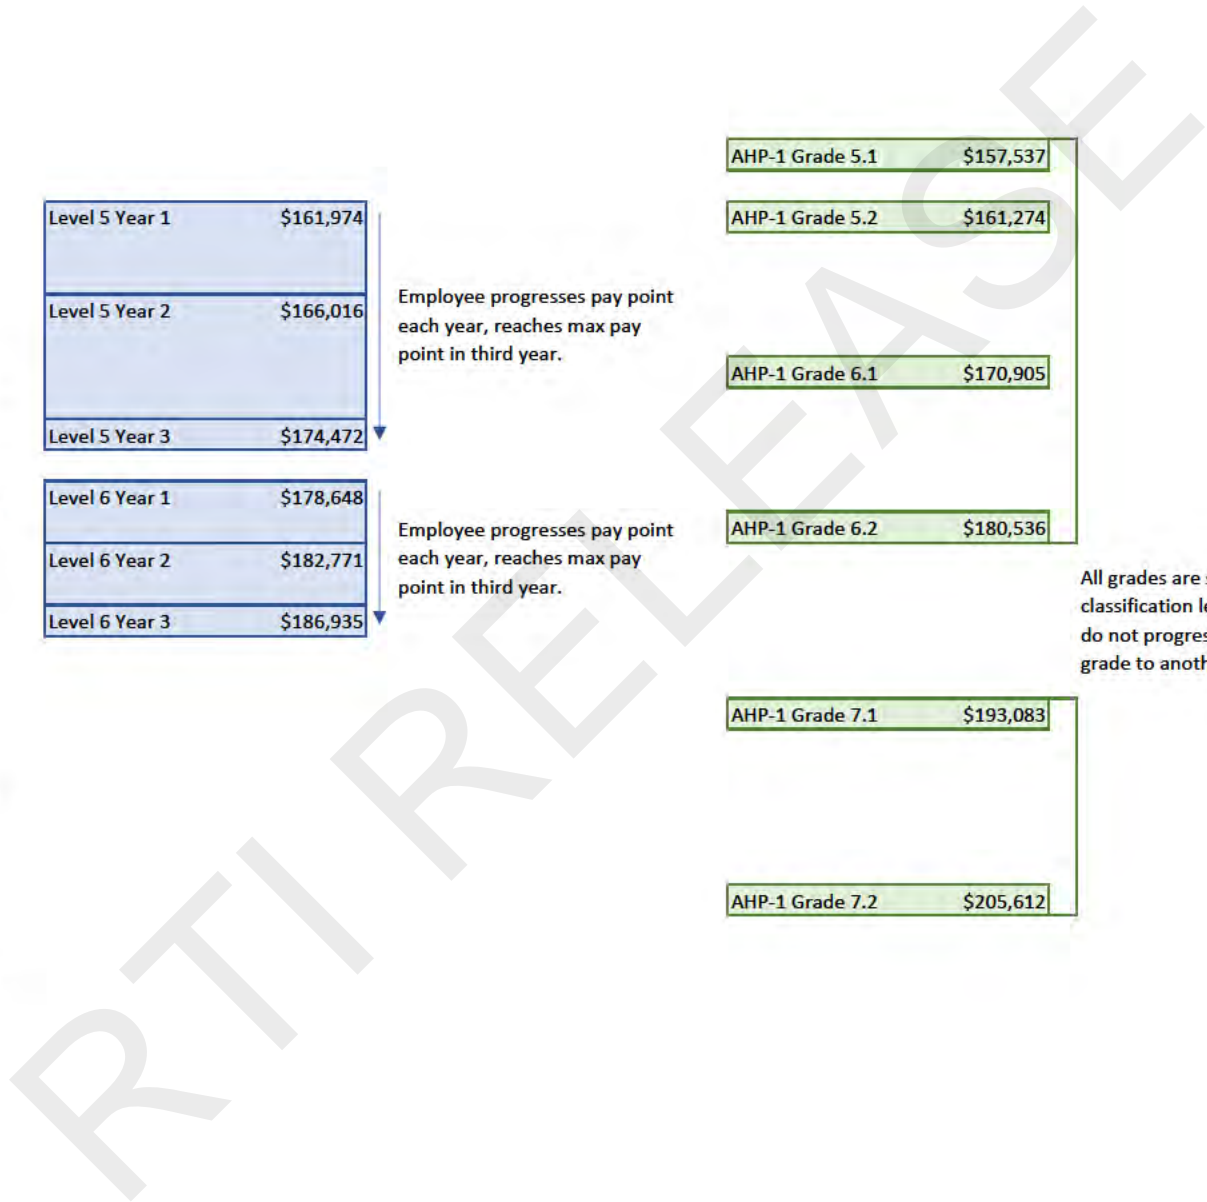 Level 5 Year 1 $161,974
Level 5 Year 2 $166,016
Level 5 Year 3 $174,472
Employee progresses pay point
each year, reaches max pay
point in third year.
Level 6 Year 1 $178,648
Level 6 Year 2 $182,771
Level 6 Year 3 $186,935
Employee progresses pay point
each year, reaches max pay
point in third year.
AHP-1 Grade 5.1 $157,537
AHP-1 Grade 5.2 $161,274
AHP-1 Grade 6.1 $170,905
AHP-1 Grade 6.2 $180,536
AHP-1 Grade 7.1 $193,083
AHP-1 Grade 7.2 $205,612
All grades are
classification
do not
grade to
RTI RELEASE